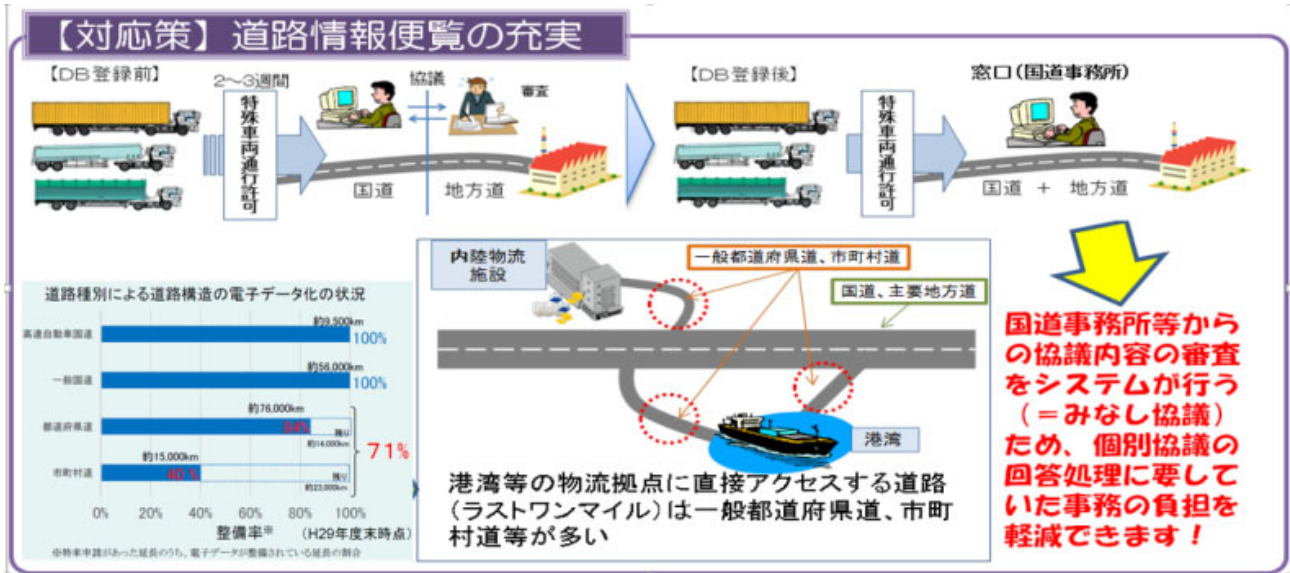 【対応策】道路情報便覧の充実
【DB登録前】
2～3週間
特殊車両通行許可
協議
審査
国道
地方道
【DB登録後】
特殊車両通行許可
窓口(国道事務所)
国道 + 地方道
道路種別による道路構造の電子データ化の状況
高速自動車国道
約9,500km
100%
一般国道
約56,000km
100%
都道府県道
約76,000km
84%
残り
約14,000km
市町村道
約15,000km
40%
残り
約23,000km
71%
0% 20% 40% 60% 80% 100%
整備率※ (H29年度末時点)
※特車申請があった延長のうち、電子データが整備されている延長の割合
内陸物流
施設
一般都道府県道、市町村道
国道、主要地方道
港湾
港湾等の物流拠点に直接アクセスする道路
(ラストワンマイル)は一般都道府県道、市町
村道等が多い
国道事務所等から
の協議内容の審査
をシステムが行う
(=みなし協議)
ため、個別協議の
回答処理に要して
いた事務の負担を
軽減できます！